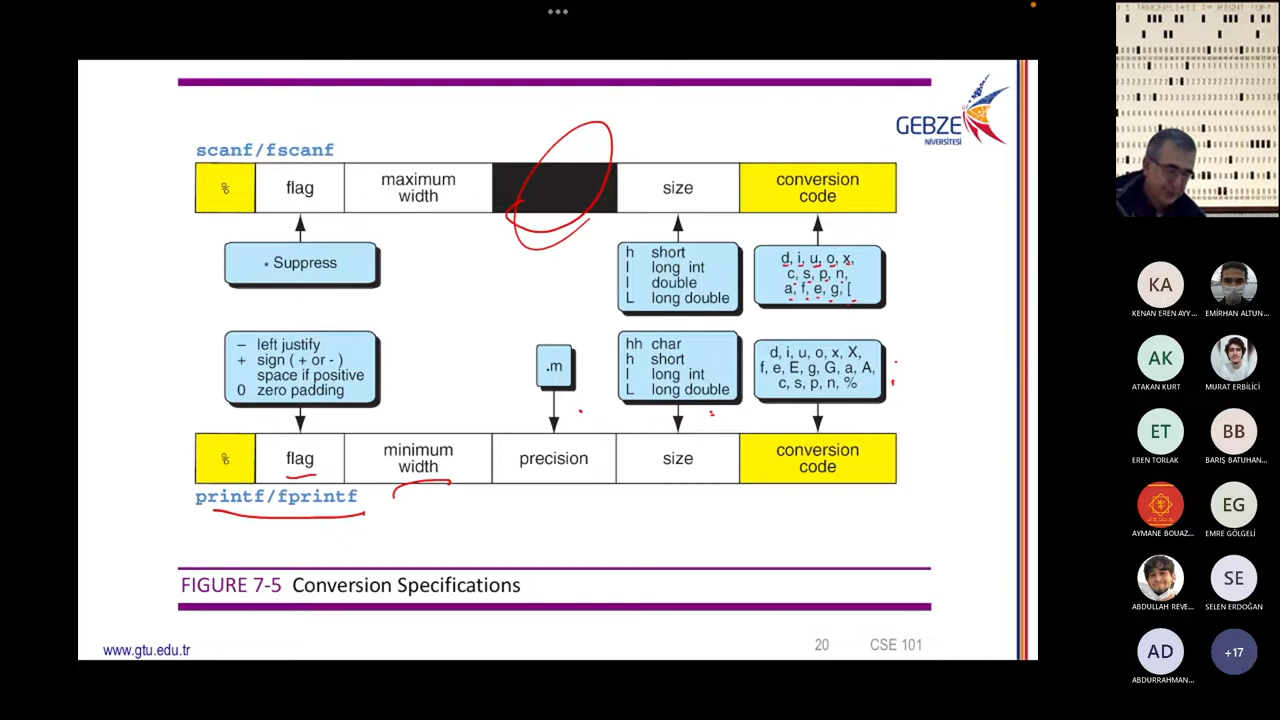 GEBZE
NİVERSİTESİ
scanf/fscanf
% flag maximum width size conversion code
* Suppress
h short
l long int
l double
L long double
d, i, u, o, x,
c, s, p, n,
a, f, e, g, [
– left justify
+ sign ( + or - )
space if positive
0 zero padding
.m
hh char
h short
l long int
L long double
d, i, u, o, x, X,
f, e, E, g, G, a, A,
c, s, p, n, %
% flag minimum width precision size conversion code
printf/fprintf
FIGURE 7-5 Conversion Specifications
www.gtu.edu.tr
20 CSE 101
KA
KENAN EREN AYY...
EMİRHAN ALTUN...
AK
ATAKAN KURT
MURAT ERBİLİCİ
ET
EREN TORLAK
BB
BARIŞ BATUHAN...
AYMANE BOUAZ...
EG
EMRE GÖLGELİ
ABDULLAH REVE...
SE
SELEN ERDOĞAN
AD
ABDURRAHMAN...
+17